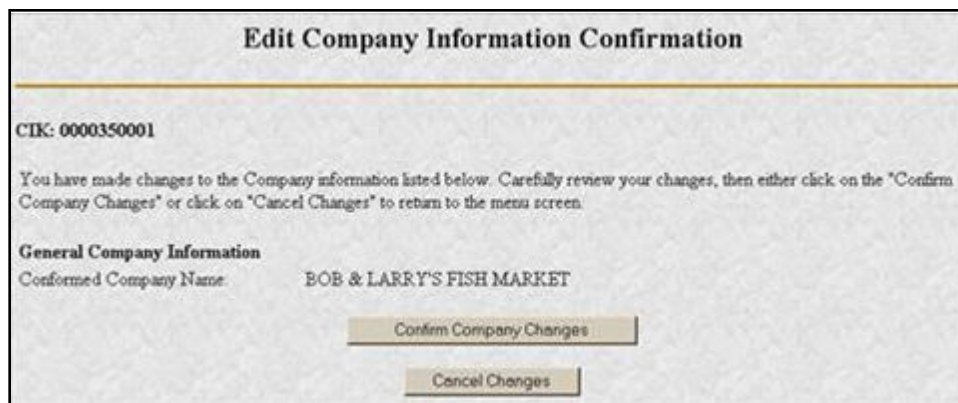 Edit Company Information Confirmation
CIK: 0000350001
You have made changes to the Company information listed below. Carefully review your changes, then either click on the "Confirm
Company Changes" or click on "Cancel Changes" to return to the menu screen.
General Company Information
Conformed Company Name: BOB & LARRY'S FISH MARKET
Confirm Company Changes
Cancel Changes